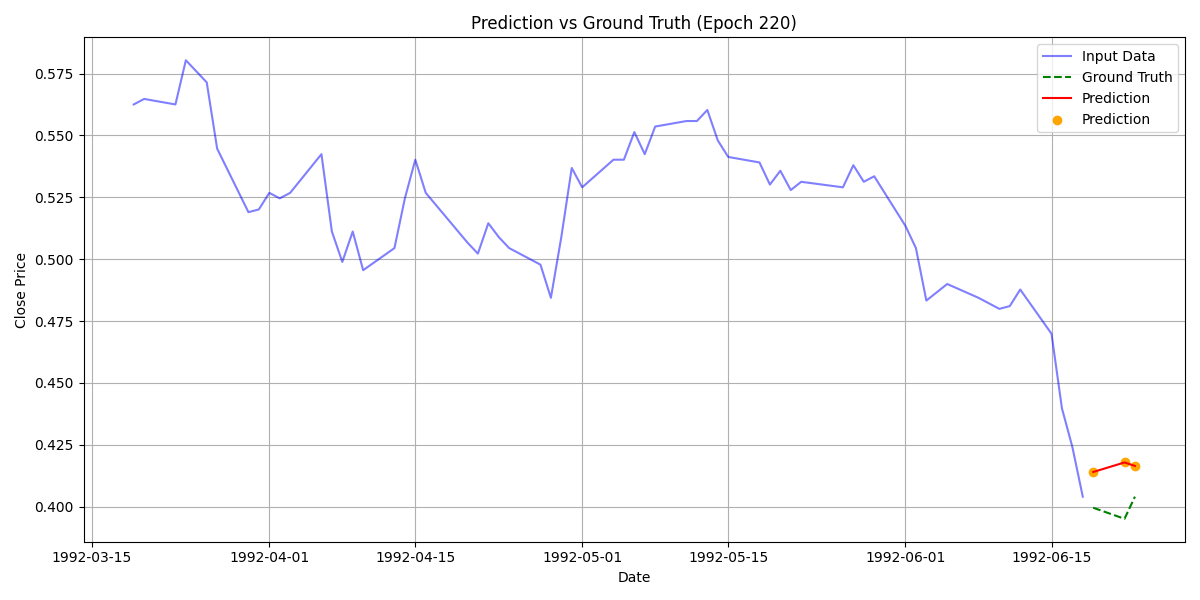 Prediction vs Ground Truth (Epoch 220)
Input Data
Ground Truth
Prediction
Prediction
Close Price
0.575
0.550
0.525
0.500
0.475
0.450
0.425
0.400
1992-03-15
1992-04-01
1992-04-15
1992-05-01
1992-05-15
1992-06-01
1992-06-15
Date